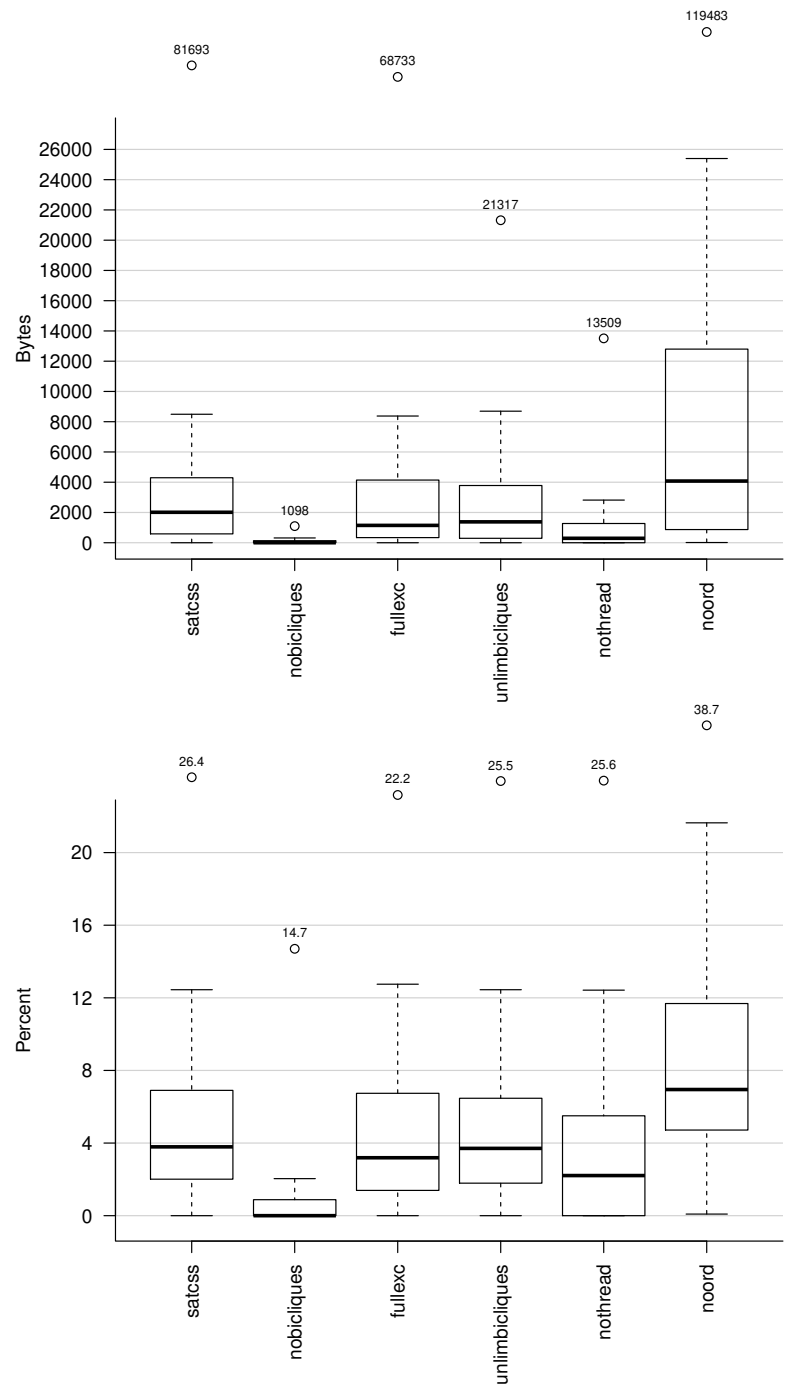 119483
81693
68733
26000
24000
22000
21317
20000
18000
16000
14000
13509
12000
10000
8000
6000
4000
2000
1098
0
Bytes
satcss
nobicliques
fullexc
unlimbicliques
nothread
noord
38.7
26.4
22.2
25.5
25.6
20
16
14.7
12
8
4
0
Percent
satcss
nobicliques
fullexc
unlimbicliques
nothread
noord